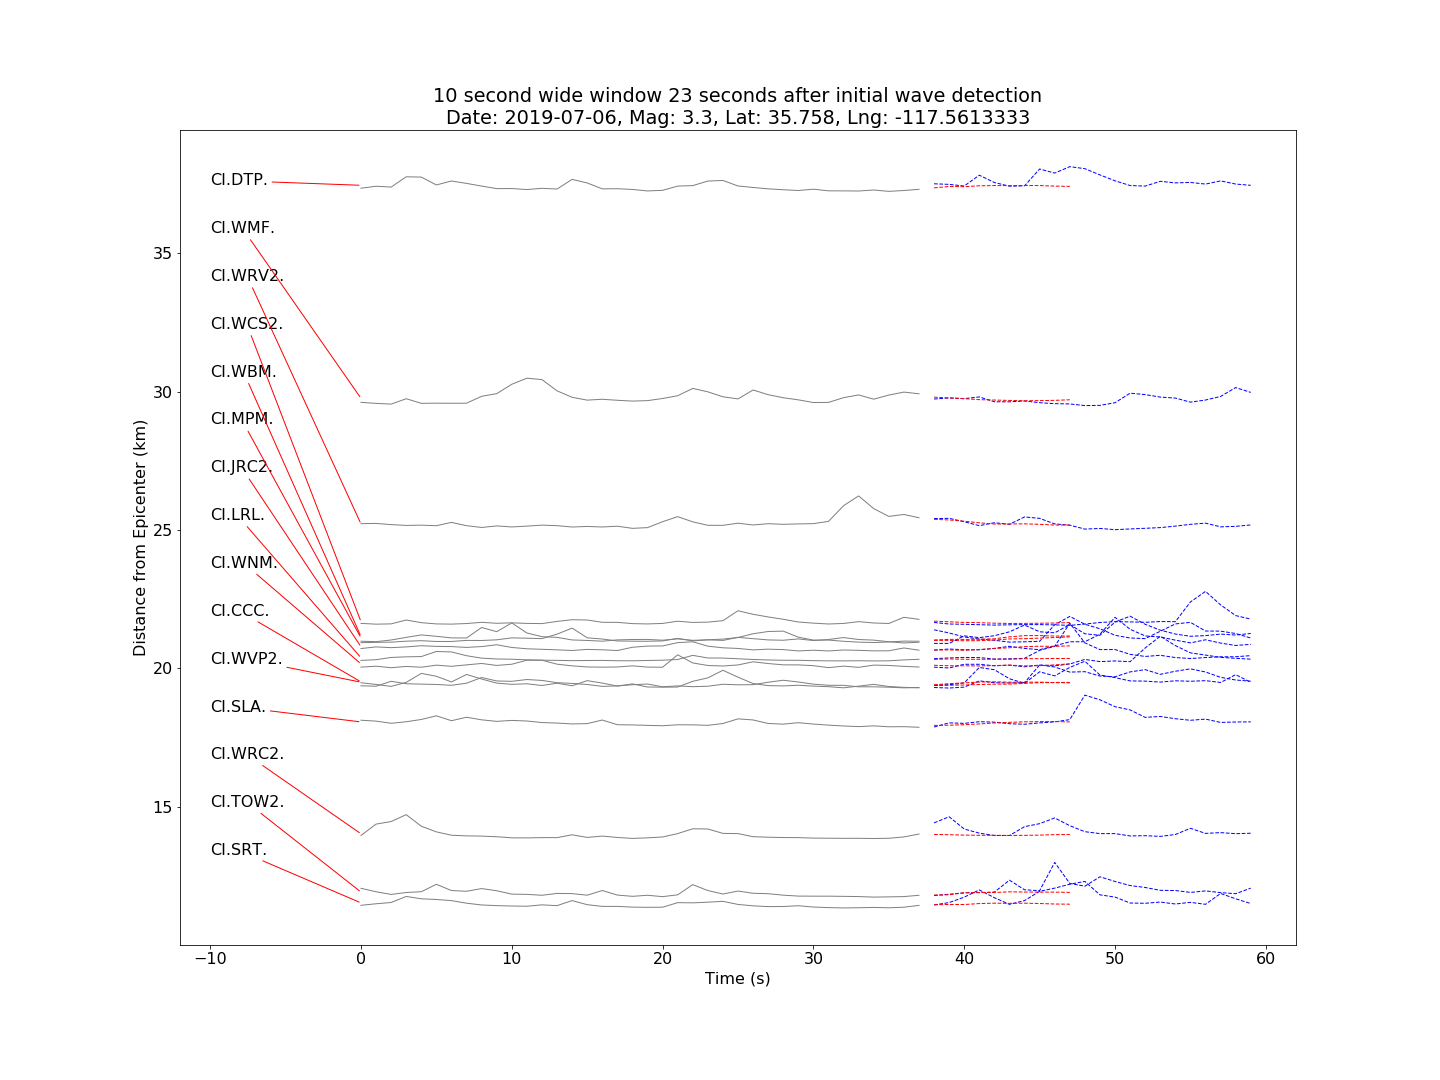 10 second wide window 23 seconds after initial wave detection
Date: 2019-07-06, Mag: 3.3, Lat: 35.758, Lng: -117.5613333
CI.DTP.
CI.WMF.
CI.WRV2.
CI.WCS2.
CI.WBM.
CI.MPM.
CI.JRC2.
CI.LRL.
CI.WNM.
CI.CCC.
CI.WVP2.
CI.SLA.
CI.WRC2.
CI.TOW2.
CI.SRT.
Distance from Epicenter (km)
35
30
25
20
15
−10 0 10 20 30 40 50 60
Time (s)